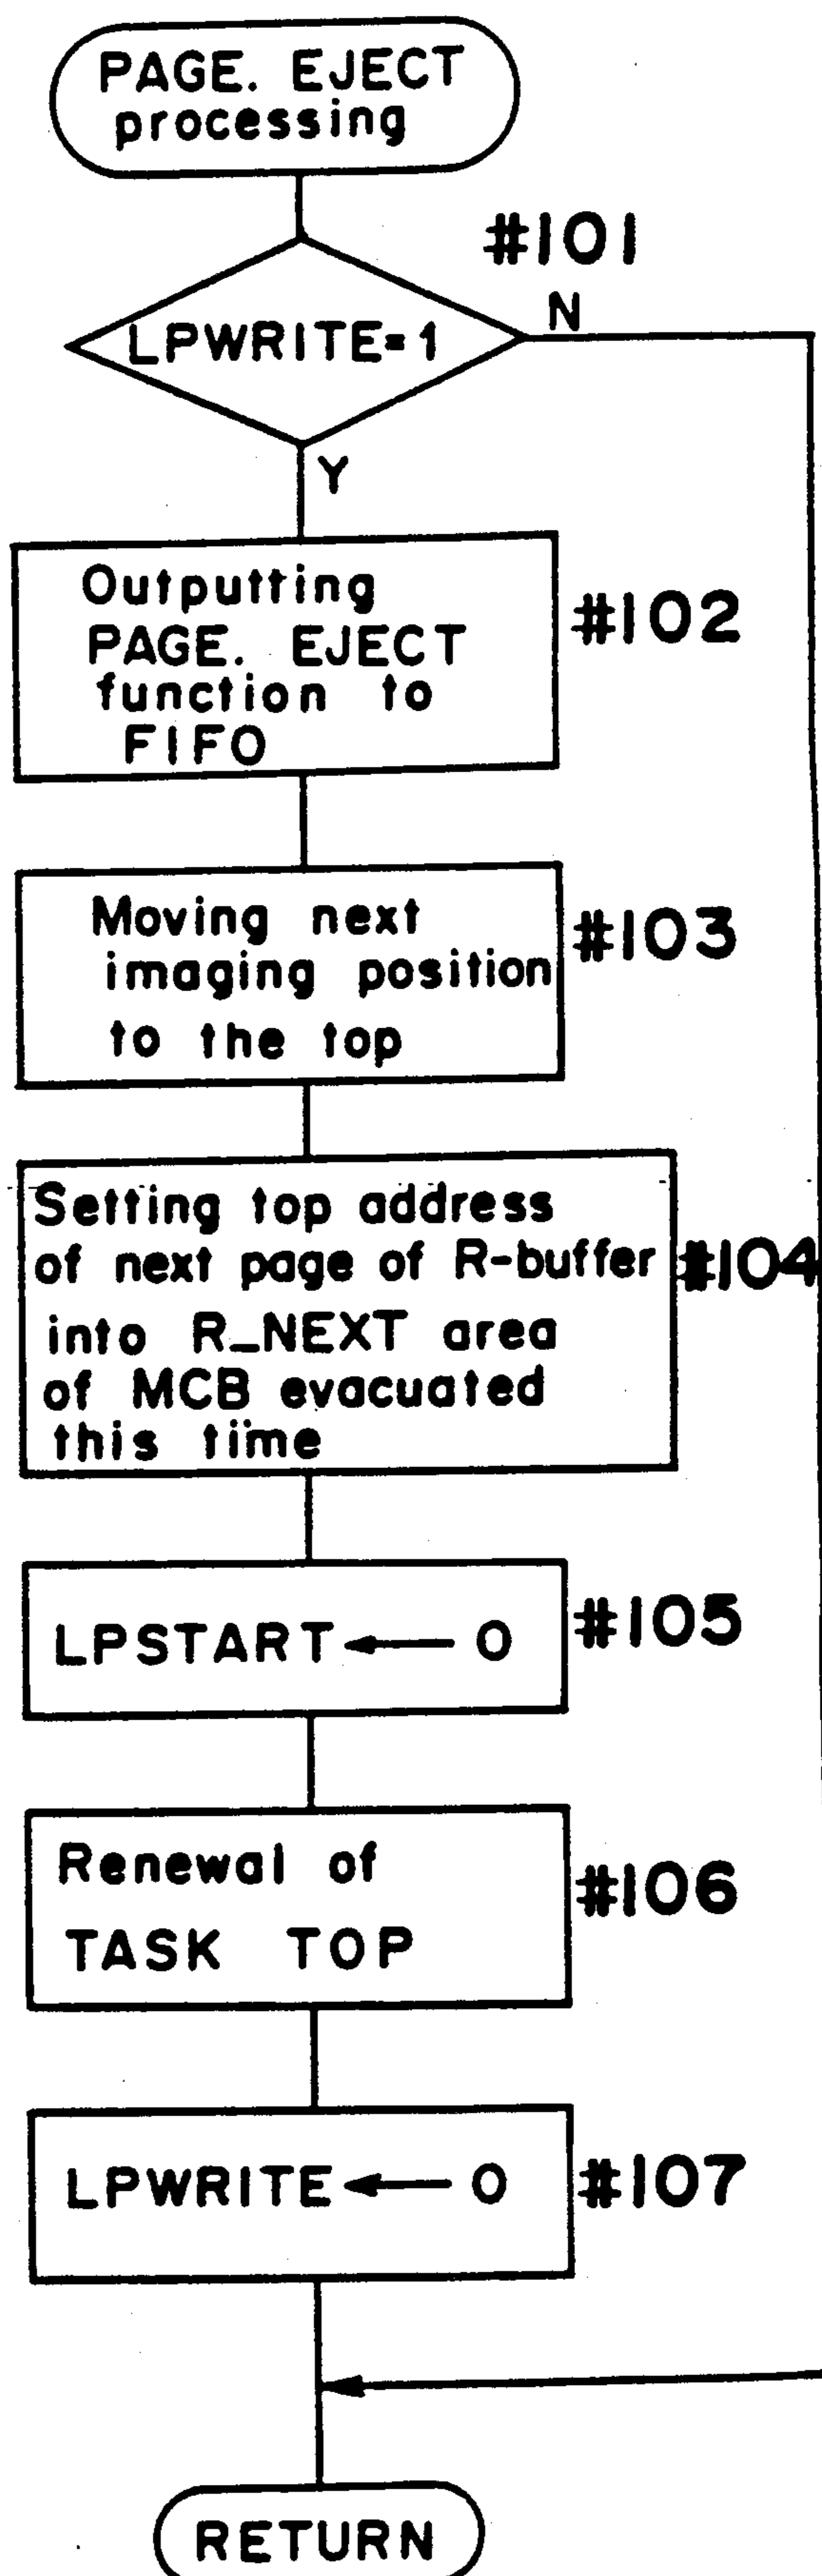 PAGE. EJECT
processing
#101
LPWRITE=1
N
Y
Outputting
PAGE. EJECT
function to
FIFO
#102
Moving next
imaging position
to the top
#103
Setting top address
of next page of R-buffer
into R_NEXT area
of MCB evacuated
this time
#104
LPSTART ← 0
#105
Renewal of
TASK TOP
#106
LPWRITE ← 0
#107
RETURN